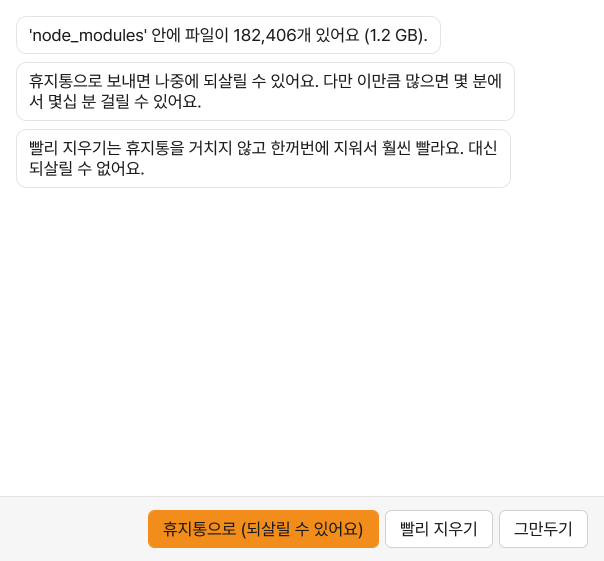 'node_modules' 안에 파일이 182,406개 있어요 (1.2 GB).
휴지통으로 보내면 나중에 되살릴 수 있어요. 다만 이만큼 많으면 몇 분에
서 몇십 분 걸릴 수 있어요.
빨리 지우기는 휴지통을 거치지 않고 한꺼번에 지워서 훨씬 빨라요. 대신
되살릴 수 없어요.
휴지통으로 (되살릴 수 있어요)
빨리 지우기
그만두기